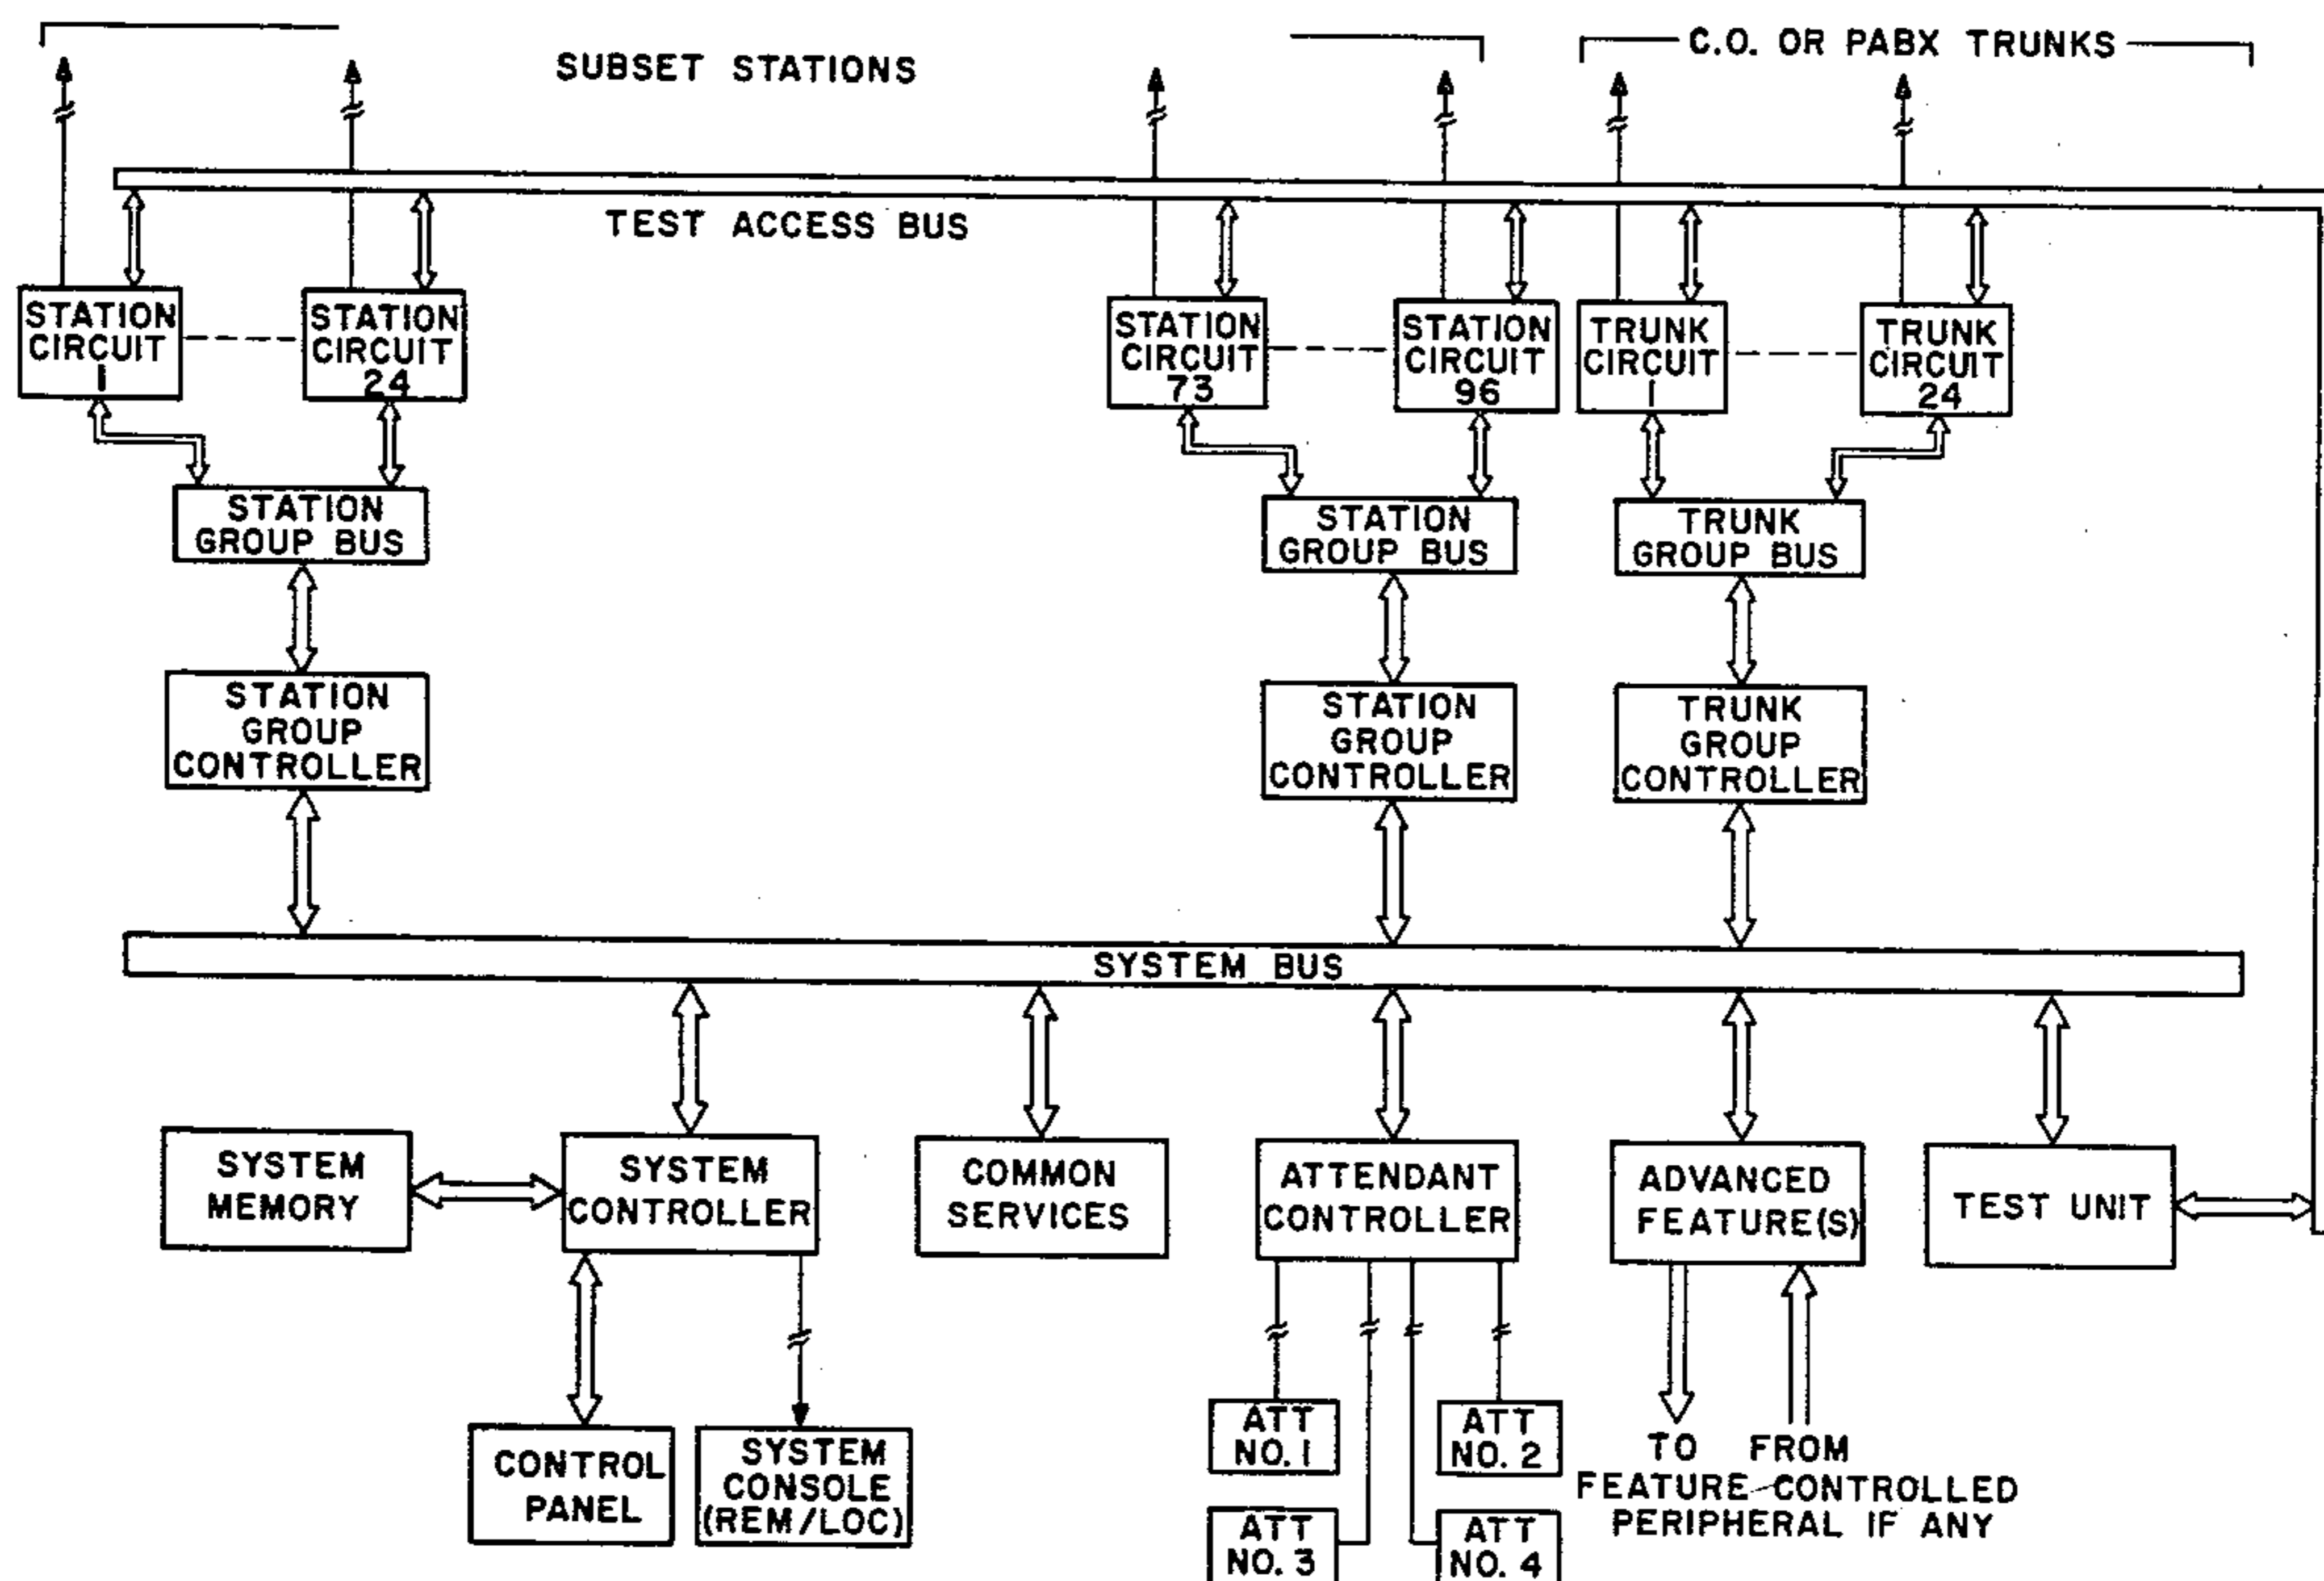 SUBSET STATIONS
C.O. OR PABX TRUNKS
TEST ACCESS BUS
STATION
CIRCUIT
1
STATION
CIRCUIT
24
STATION
CIRCUIT
73
STATION
CIRCUIT
96
TRUNK
CIRCUIT
1
TRUNK
CIRCUIT
24
STATION
GROUP BUS
STATION
GROUP BUS
TRUNK
GROUP BUS
STATION
GROUP
CONTROLLER
STATION
GROUP
CONTROLLER
TRUNK
GROUP
CONTROLLER
SYSTEM BUS
SYSTEM
MEMORY
SYSTEM
CONTROLLER
COMMON
SERVICES
ATTENDANT
CONTROLLER
ADVANCED
FEATURE(S)
TEST UNIT
CONTROL
PANEL
SYSTEM
CONSOLE
(REM/LOC)
ATT
NO. 1
ATT
NO. 2
ATT
NO. 3
ATT
NO. 4
TO FROM
FEATURE-CONTROLLED
PERIPHERAL IF ANY